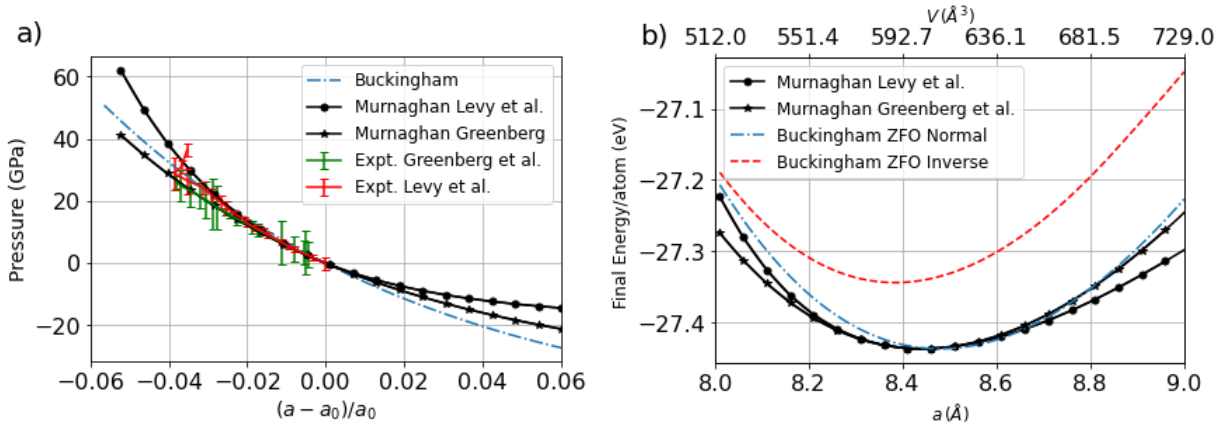 a)
60
40
20
0
−20
Pressure (GPa)
Buckingham
Murnaghan Levy et al.
Murnaghan Greenberg
Expt. Greenberg et al.
Expt. Levy et al.
−0.06 −0.04 −0.02 0.00 0.02 0.04 0.06
(a − a₀)/a₀
b)
V(Å³)
512.0 551.4 592.7 636.1 681.5 729.0
−27.1
−27.2
−27.3
−27.4
Final Energy/atom (eV)
Murnaghan Levy et al.
Murnaghan Greenberg et al.
Buckingham ZFO Normal
Buckingham ZFO Inverse
8.0 8.2 8.4 8.6 8.8 9.0
a(Å)